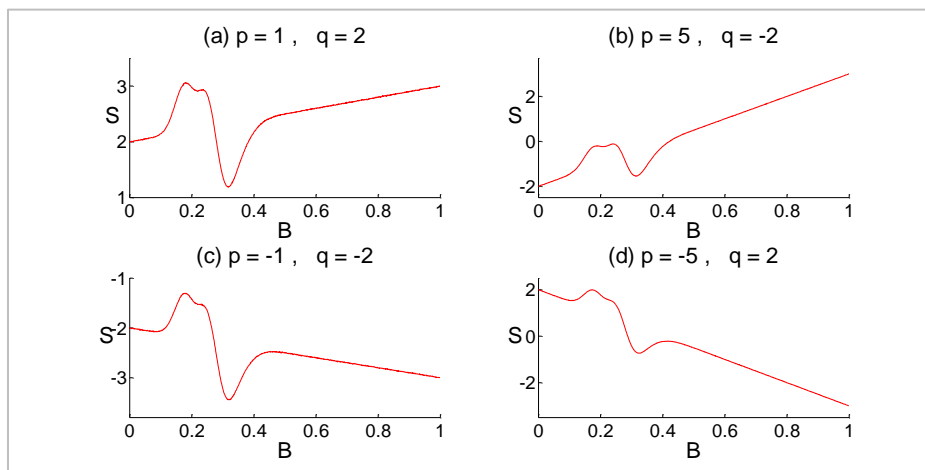 (a) p = 1 ,   q = 2
3
S
2
1
0 0.2 0.4 0.6 0.8 1
B
(b) p = 5 ,   q = -2
2
S
0
-2
0 0.2 0.4 0.6 0.8 1
B
(c) p = -1 ,   q = -2
-1
S
-2
-3
0 0.2 0.4 0.6 0.8 1
B
(d) p = -5 ,   q = 2
2
S
0
-2
0 0.2 0.4 0.6 0.8 1
B